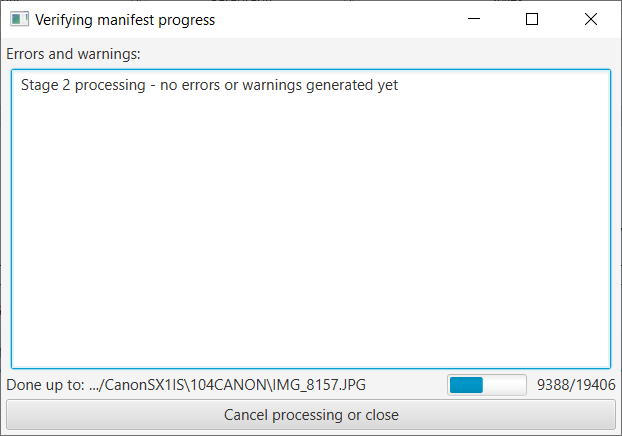 Verifying manifest progress
Errors and warnings:
Stage 2 processing - no errors or warnings generated yet
Done up to: .../CanonSX1IS\104CANON\IMG_8157.JPG 9388/19406
Cancel processing or close